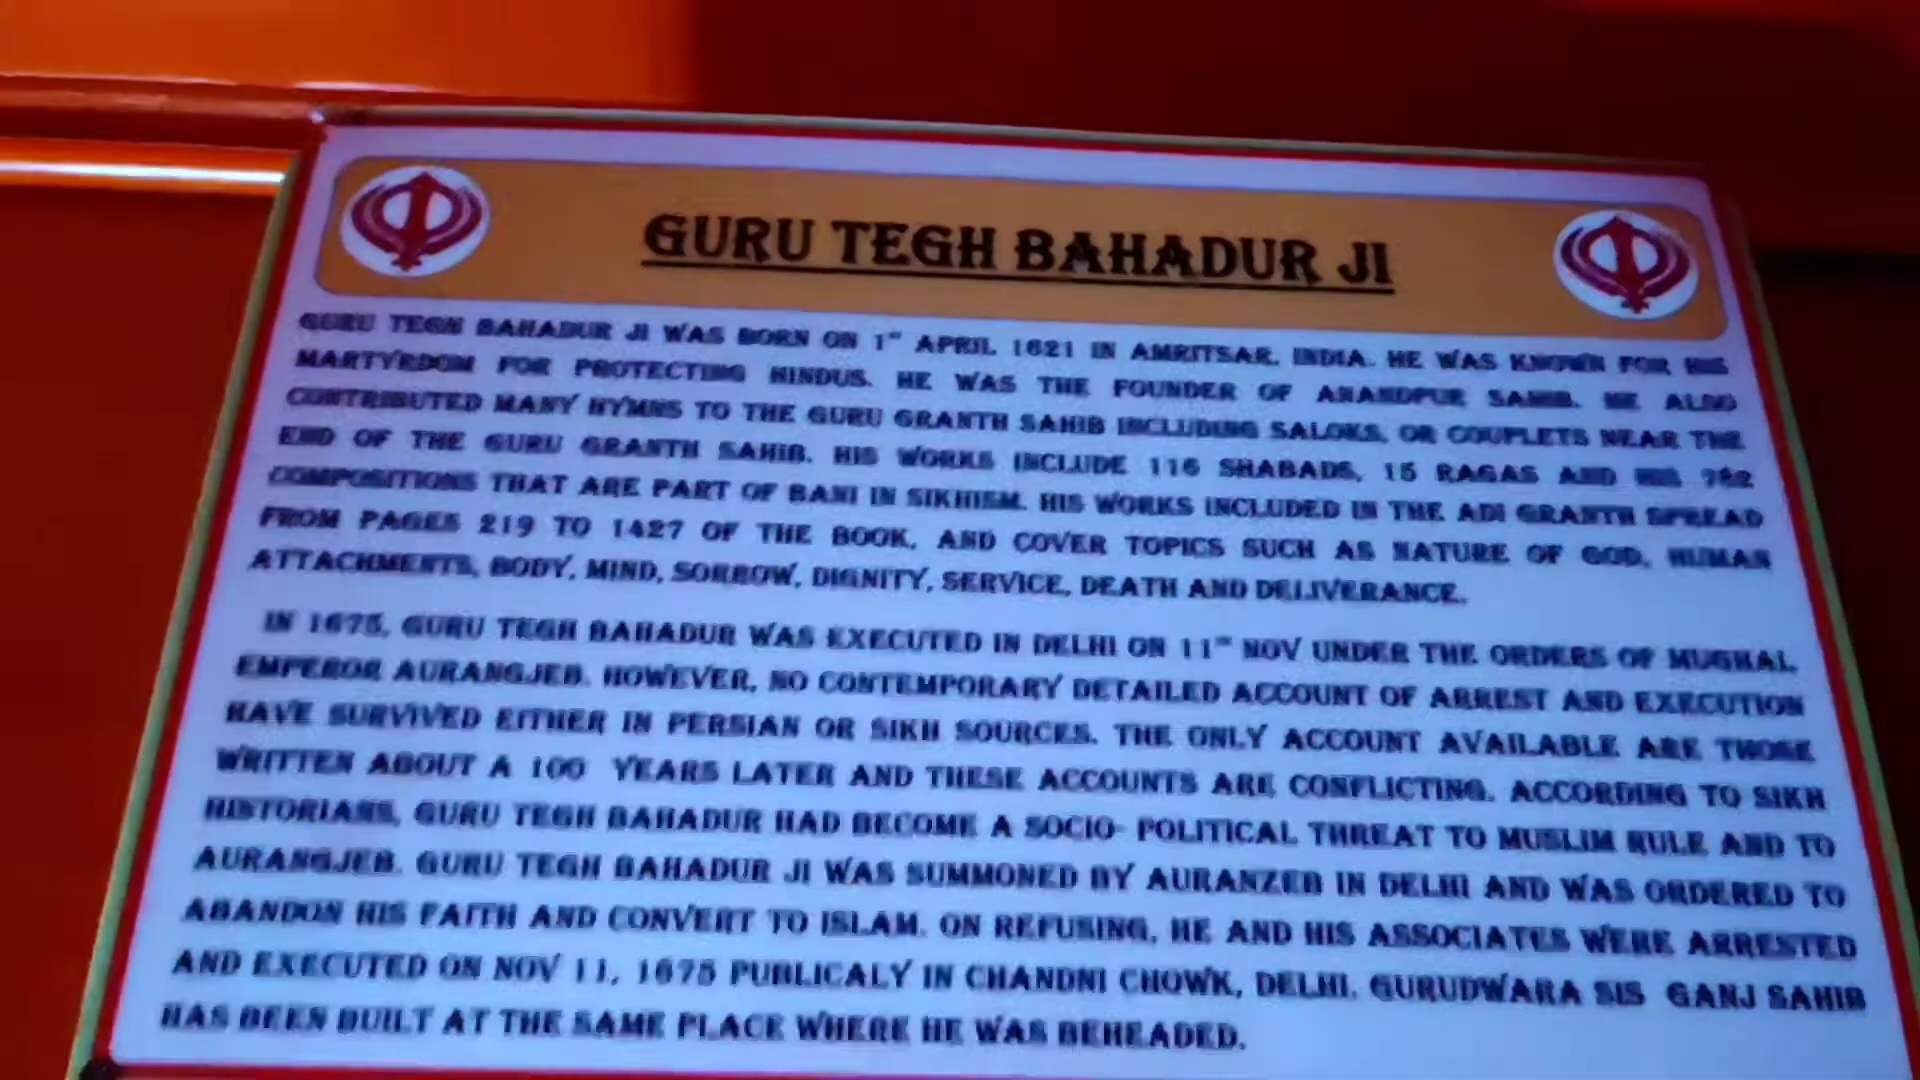 GURU TEGH BAHADUR JI
GURU TEGH BAHADUR JI WAS BORN ON 1ST APRIL 1621 IN AMRITSAR, INDIA. HE WAS KNOWN FOR HIS
MARTYRDOM FOR PROTECTING HINDUS. HE WAS THE FOUNDER OF ANANDPUR SAHIB. HE ALSO
CONTRIBUTED MANY HYMNS TO THE GURU GRANTH SAHIB INCLUDING SALOKS, OR COUPLETS NEAR THE
END OF THE GURU GRANTH SAHIB. HIS WORKS INCLUDE 116 SHABADS, 15 RAGAS AND HIS 782
COMPOSITIONS THAT ARE PART OF BANI IN SIKHISM. HIS WORKS INCLUDED IN THE ADI GRANTH SPREAD
FROM PAGES 219 TO 1427 OF THE BOOK, AND COVER TOPICS SUCH AS NATURE OF GOD, HUMAN
ATTACHMENTS, BODY, MIND, SORROW, DIGNITY, SERVICE, DEATH AND DELIVERANCE.
IN 1675, GURU TEGH BAHADUR WAS EXECUTED IN DELHI ON 11TH NOV UNDER THE ORDERS OF MUGHAL
EMPEROR AURANGJEB. HOWEVER, NO CONTEMPORARY DETAILED ACCOUNT OF ARREST AND EXECUTION
HAVE SURVIVED EITHER IN PERSIAN OR SIKH SOURCES. THE ONLY ACCOUNT AVAILABLE ARE THOSE
WRITTEN ABOUT A 100 YEARS LATER AND THESE ACCOUNTS ARE CONFLICTING. ACCORDING TO SIKH
HISTORIANS, GURU TEGH BAHADUR HAD BECOME A SOCIO- POLITICAL THREAT TO MUSLIM RULE AND TO
AURANGJEB. GURU TEGH BAHADUR JI WAS SUMMONED BY AURANZEB IN DELHI AND WAS ORDERED TO
ABANDON HIS FAITH AND CONVERT TO ISLAM. ON REFUSING, HE AND HIS ASSOCIATES WERE ARRESTED
AND EXECUTED ON NOV 11, 1675 PUBLICALY IN CHANDNI CHOWK, DELHI. GURUDWARA SIS GANJ SAHIB
HAS BEEN BUILT AT THE SAME PLACE WHERE HE WAS BEHEADED.